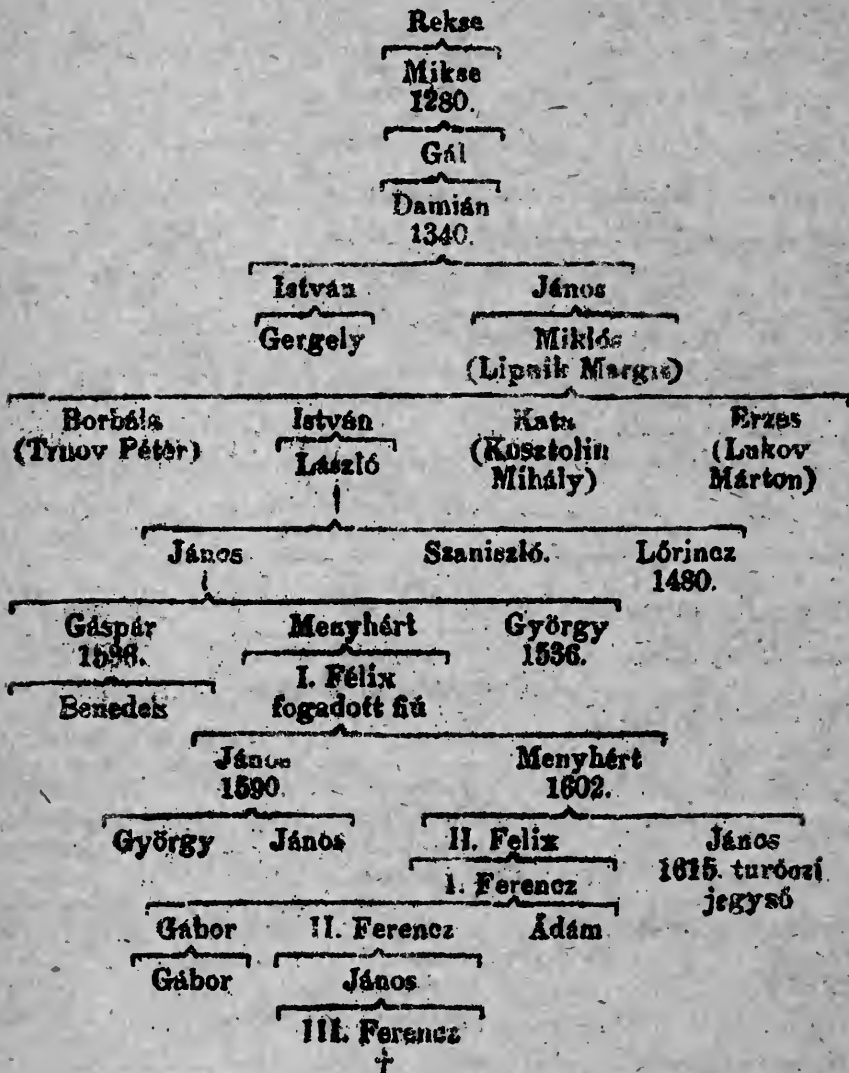 Rekse
Mikse
1280.
Gál
Damián
1340.
István János
Gergely Miklós
(Lipnik Margit)
Borbála István Kata Erzse
(Trnov Péter) László (Kosztolin (Lukov
Mihály) Márton)
János Szaniszló. Lőrincz
1480.
Gáspár Menyhért György
1536. 1536.
Benedek I. Félix
fogadott fiú
János Menyhért
1590. 1602.
György János II. Felix János
I. Ferencz 1615. turóczi
jegyső
Gábor II. Ferencz Ádám
Gábor János
III. Ferencz
†